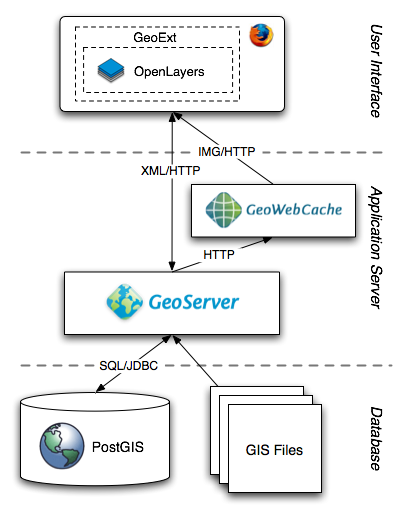 GeoExt
OpenLayers
User Interface
IMG/HTTP
XML/HTTP
GeoWebCache
Application Server
HTTP
GeoServer
SQL/JDBC
PostGIS
GIS Files
Database